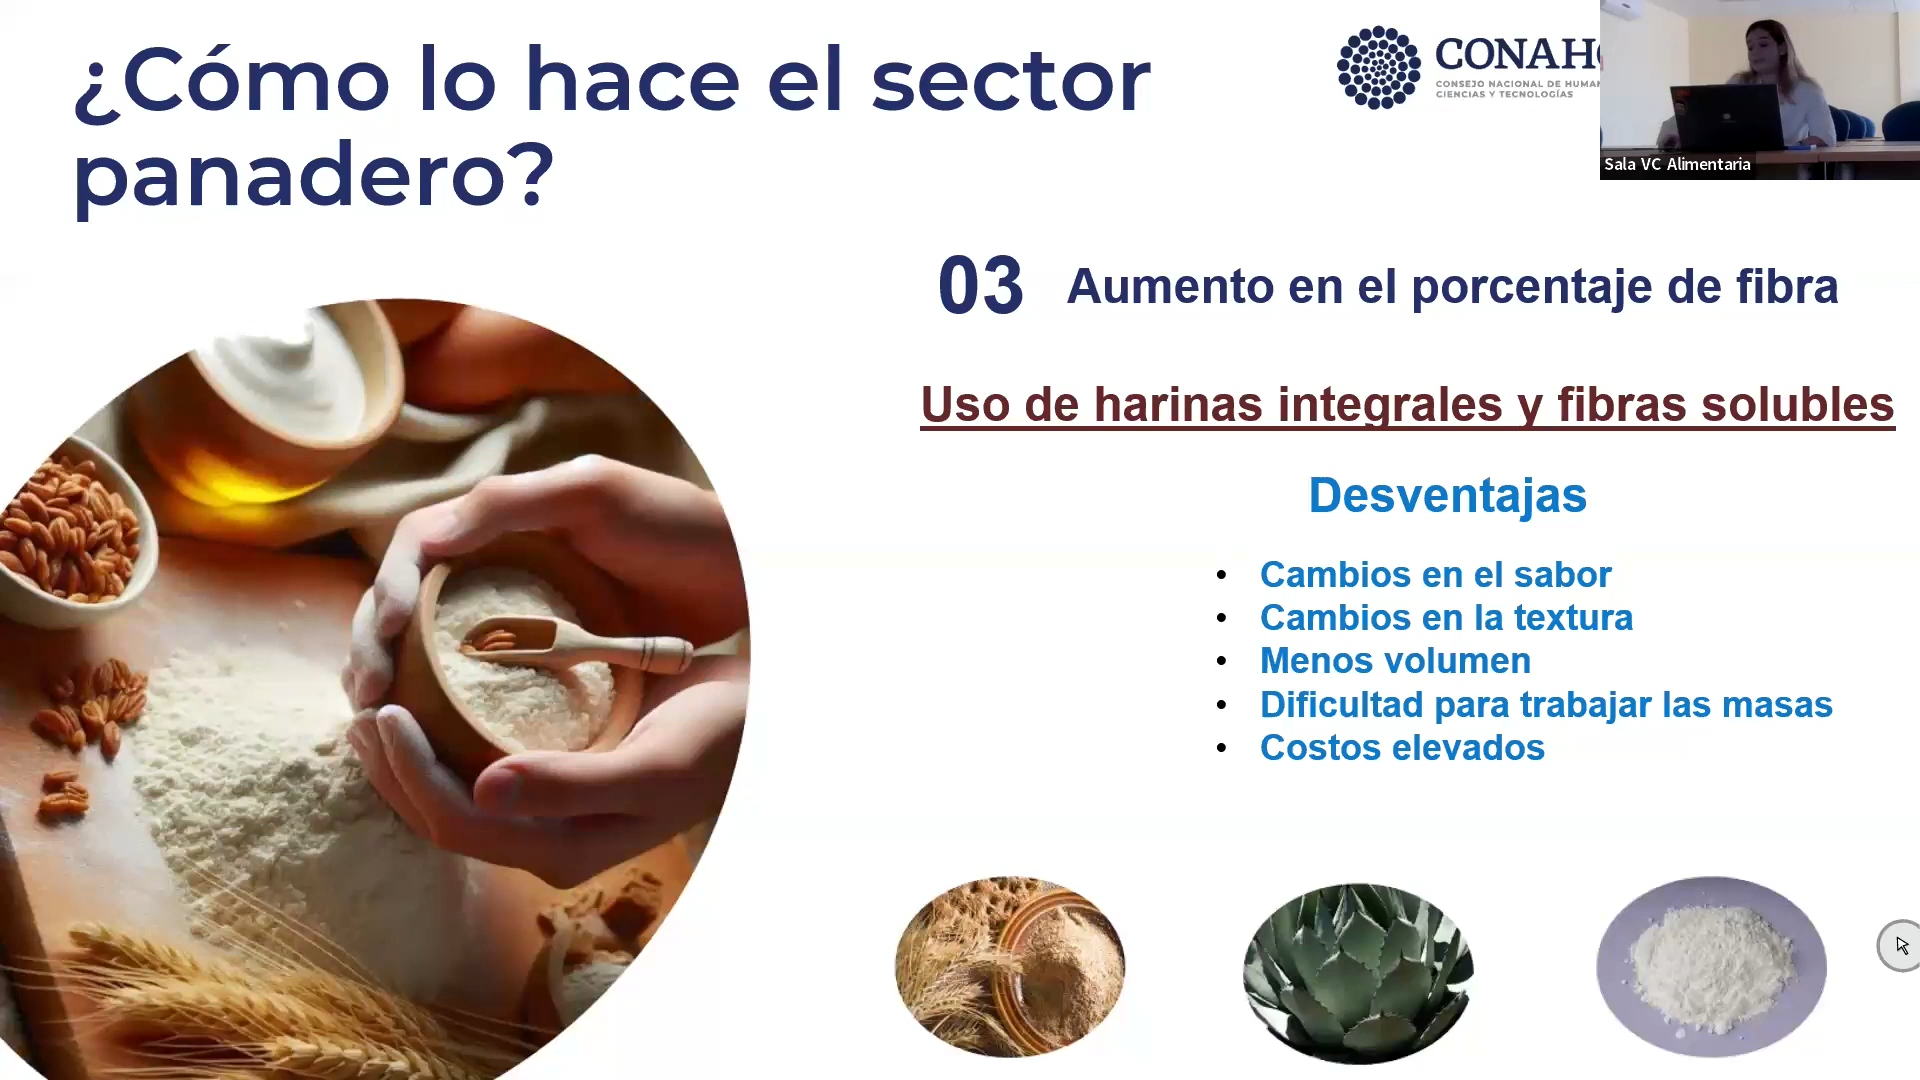 ¿Cómo lo hace el sector
panadero?
CONAH
CONSEJO NACIONAL DE HUMAN
CIENCIAS Y TECNOLOGÍAS
Sala VC Alimentaria
03 Aumento en el porcentaje de fibra
Uso de harinas integrales y fibras solubles
Desventajas
• Cambios en el sabor
• Cambios en la textura
• Menos volumen
• Dificultad para trabajar las masas
• Costos elevados